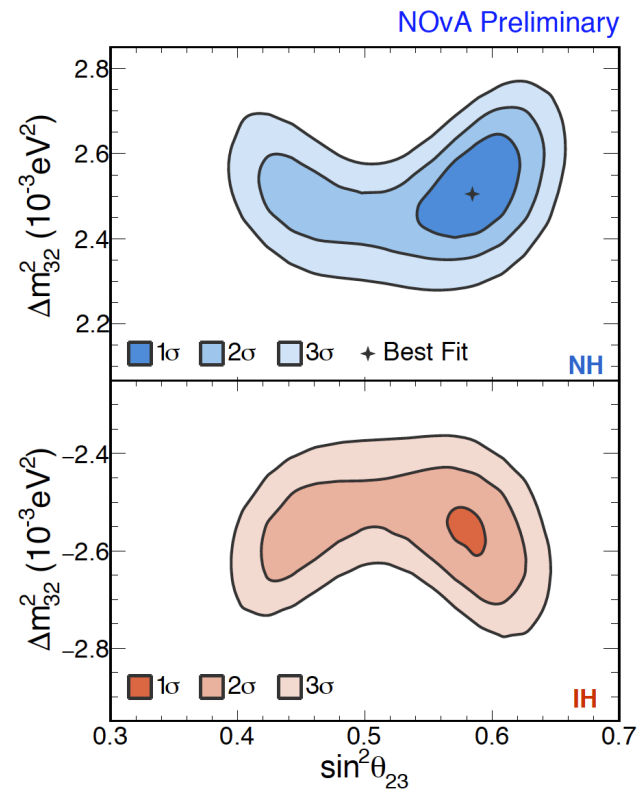 NOvA Preliminary
Δm²₃₂ (10⁻³eV²)
2.8
2.6
2.4
2.2
1σ 2σ 3σ Best Fit
NH
Δm²₃₂ (10⁻³eV²)
−2.4
−2.6
−2.8
1σ 2σ 3σ
IH
0.3 0.4 0.5 0.6 0.7
sin²θ₂₃